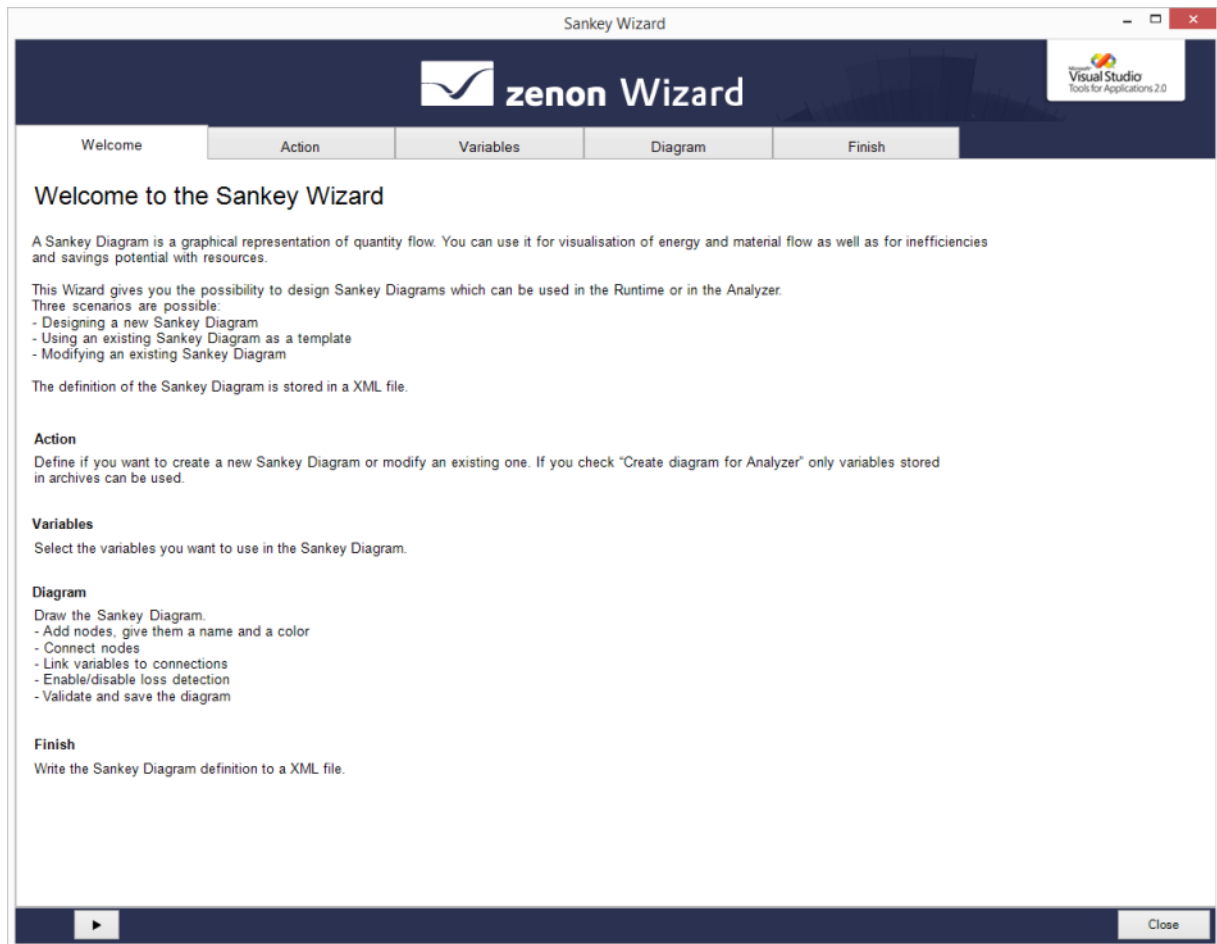 Sankey Wizard
zenon Wizard
Microsoft
Visual Studio
Tools for Applications 2.0
Welcome
Action
Variables
Diagram
Finish
Welcome to the Sankey Wizard
A Sankey Diagram is a graphical representation of quantity flow. You can use it for visualisation of energy and material flow as well as for inefficiencies
and savings potential with resources.
This Wizard gives you the possibility to design Sankey Diagrams which can be used in the Runtime or in the Analyzer.
Three scenarios are possible:
- Designing a new Sankey Diagram
- Using an existing Sankey Diagram as a template
- Modifying an existing Sankey Diagram
The definition of the Sankey Diagram is stored in a XML file.
Action
Define if you want to create a new Sankey Diagram or modify an existing one. If you check “Create diagram for Analyzer” only variables stored
in archives can be used.
Variables
Select the variables you want to use in the Sankey Diagram.
Diagram
Draw the Sankey Diagram.
- Add nodes, give them a name and a color
- Connect nodes
- Link variables to connections
- Enable/disable loss detection
- Validate and save the diagram
Finish
Write the Sankey Diagram definition to a XML file.
Close